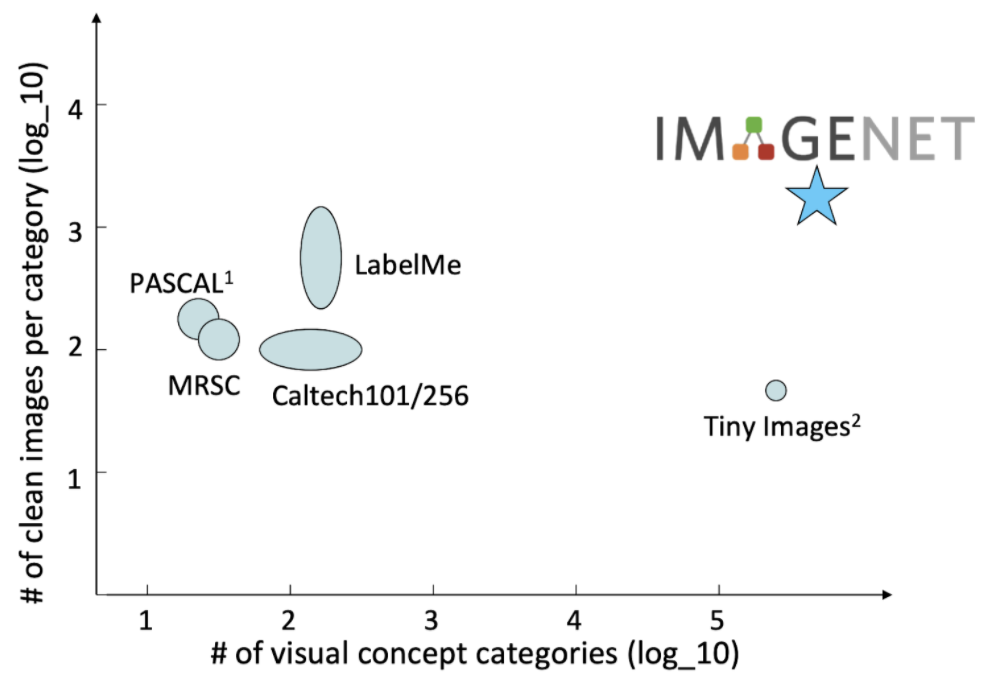 # of clean images per category (log_10)
4
3
2
1
IMAGENET
LabelMe
PASCAL1
MRSC
Caltech101/256
Tiny Images2
1 2 3 4 5
# of visual concept categories (log_10)